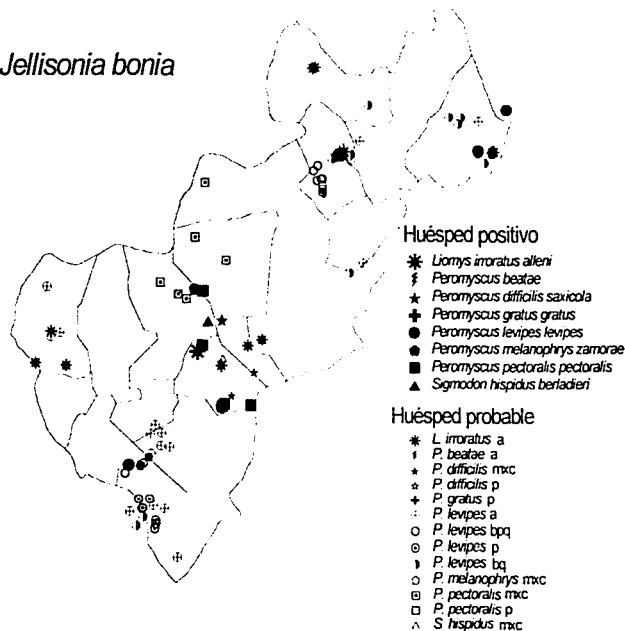 Jellisonia bonia
Huésped positivo
Liomys irroratus alleni
Peromyscus beatae
Peromyscus difficilis saxicola
Peromyscus gratus gratus
Peromyscus levipes levipes
Peromyscus melanophrys zamorae
Peromyscus pectoralis pectoralis
Sigmodon hispidus berladieri
Huésped probable
L. irroratus a
P. beatae a
P. difficilis mxc
P. difficilis p
P. gratus p
P. levipes a
P. levipes bpq
P. levipes p
P. levipes bq
P. melanophrys mxc
P. pectoralis mxc
P. pectoralis p
S. hispidus mxc